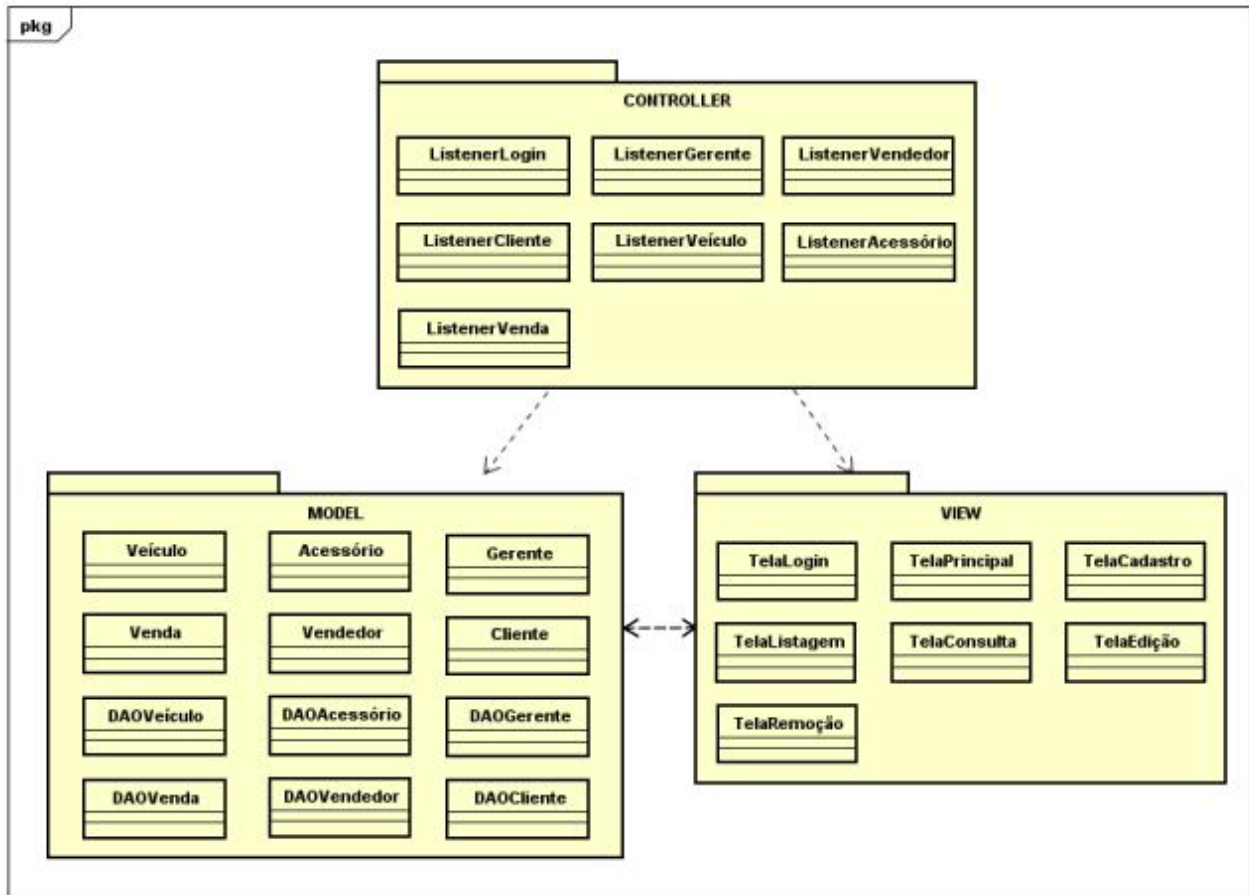 pkg
CONTROLLER
ListenerLogin
ListenerGerente
ListenerVendedor
ListenerCliente
ListenerVeículo
ListenerAcessório
ListenerVenda
MODEL
Veículo
Acessório
Gerente
Venda
Vendedor
Cliente
DAOVeículo
DAOAcessório
DAOGerente
DAOVenda
DAOVendedor
DAOCliente
VIEW
TelaLogin
TelaPrincipal
TelaCadastro
TelaListagem
TelaConsulta
TelaEdição
TelaRemoção